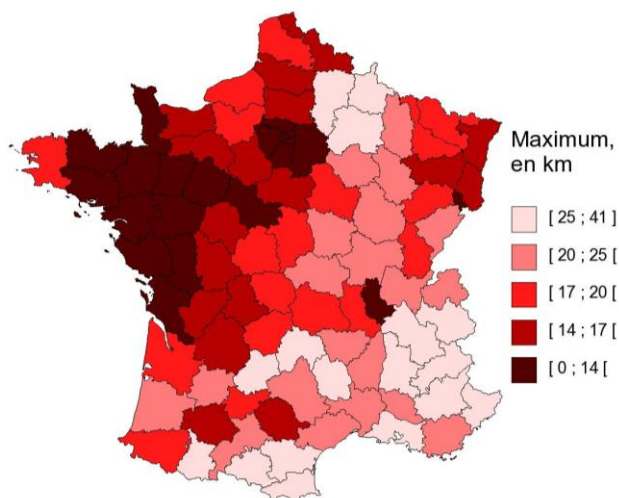 Maximum,
en km
[ 25 ; 41 ]
[ 20 ; 25 [
[ 17 ; 20 [
[ 14 ; 17 [
[ 0 ; 14 [